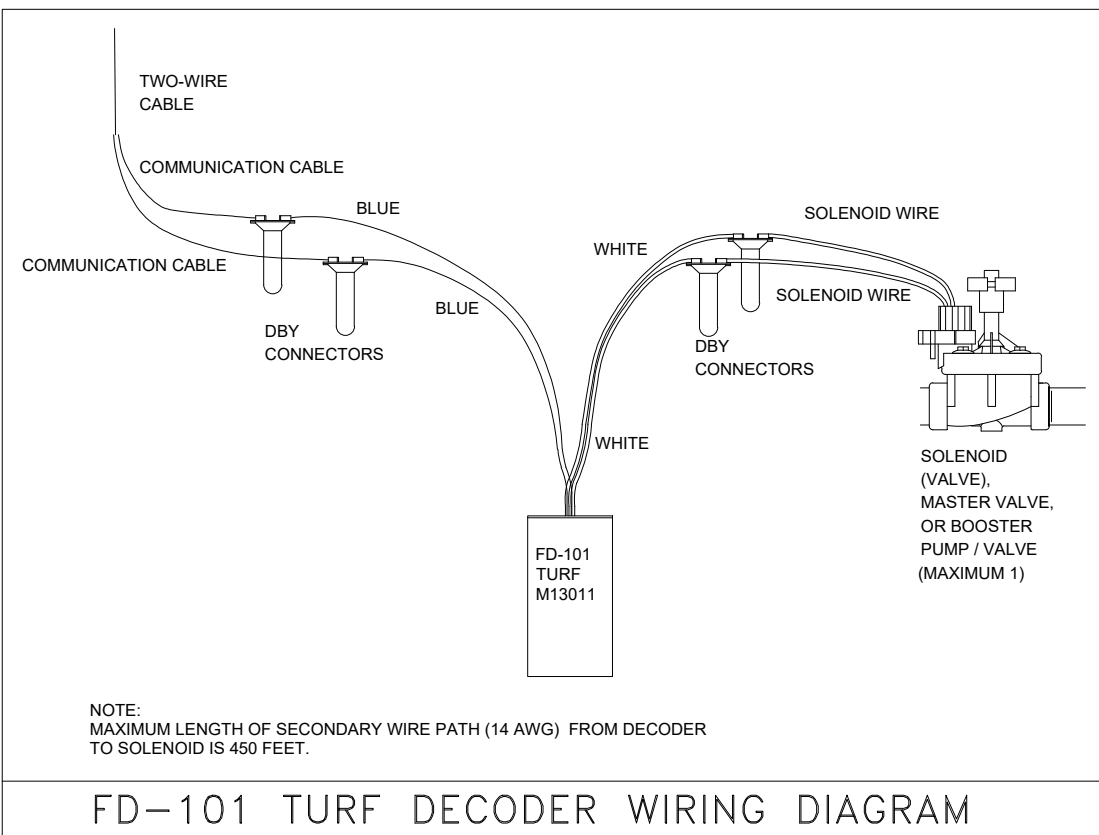 TWO-WIRE
CABLE
COMMUNICATION CABLE
BLUE
SOLENOID WIRE
WHITE
COMMUNICATION CABLE
SOLENOID WIRE
BLUE
DBY
CONNECTORS
DBY
CONNECTORS
WHITE
SOLENOID
(VALVE),
MASTER VALVE,
OR BOOSTER
PUMP / VALVE
(MAXIMUM 1)
FD-101
TURF
M13011
NOTE:
MAXIMUM LENGTH OF SECONDARY WIRE PATH (14 AWG) FROM DECODER
TO SOLENOID IS 450 FEET.
FD-101 TURF DECODER WIRING DIAGRAM